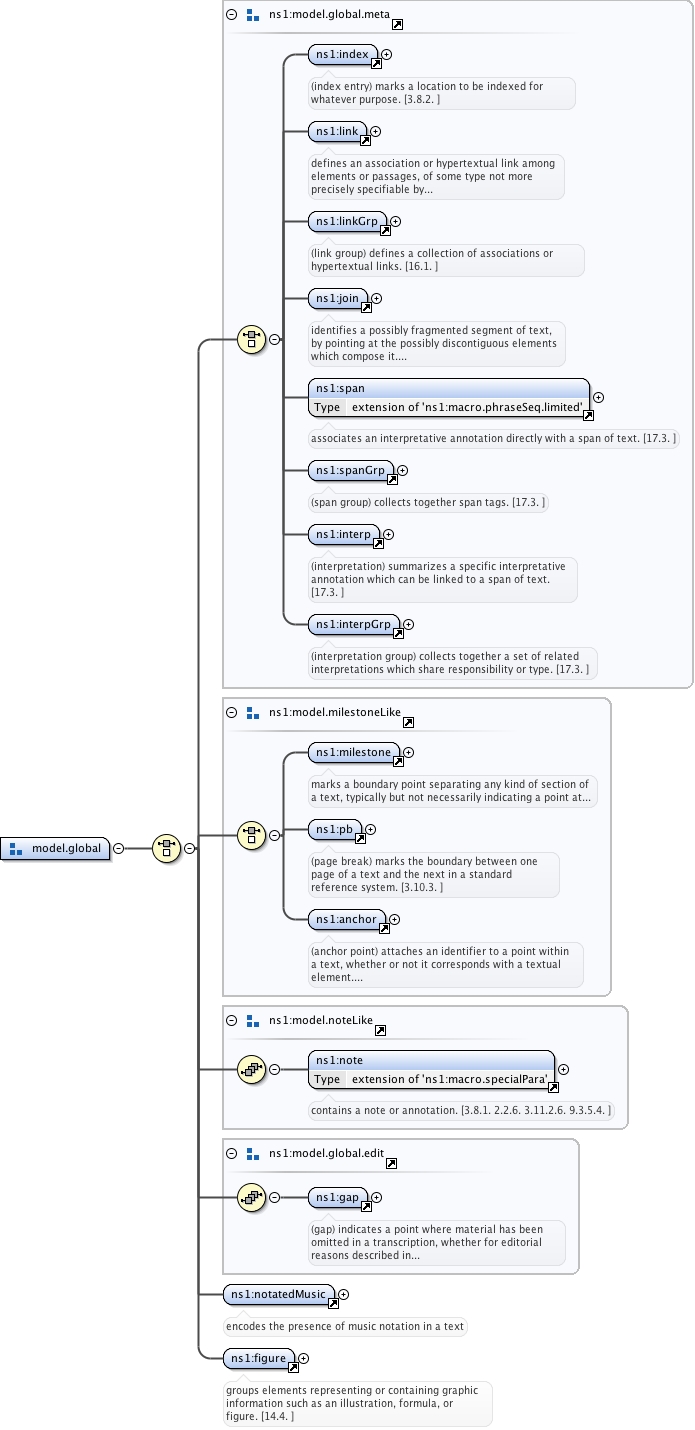 ns1:model.global.meta
ns1:index
(index entry) marks a location to be indexed for
whatever purpose. [3.8.2. ]
ns1:link
defines an association or hypertextual link among
elements or passages, of some type not more
precisely specifiable by...
ns1:linkGrp
(link group) defines a collection of associations or
hypertextual links. [16.1. ]
ns1:join
identifies a possibly fragmented segment of text,
by pointing at the possibly discontiguous elements
which compose it....
ns1:span
Type extension of 'ns1:macro.phraseSeq.limited'
associates an interpretative annotation directly with a span of text. [17.3. ]
ns1:spanGrp
(span group) collects together span tags. [17.3. ]
ns1:interp
(interpretation) summarizes a specific interpretative
annotation which can be linked to a span of text.
[17.3. ]
ns1:interpGrp
(interpretation group) collects together a set of related
interpretations which share responsibility or type. [17.3. ]
ns1:model.milestoneLike
ns1:milestone
marks a boundary point separating any kind of section of
a text, typically but not necessarily indicating a point at...
ns1:pb
(page break) marks the boundary between one
page of a text and the next in a standard
reference system. [3.10.3. ]
model.global
ns1:anchor
(anchor point) attaches an identifier to a point within
a text, whether or not it corresponds with a textual
element....
ns1:model.noteLike
ns1:note
Type extension of 'ns1:macro.specialPara'
contains a note or annotation. [3.8.1. 2.2.6. 3.11.2.6. 9.3.5.4. ]
ns1:model.global.edit
ns1:gap
(gap) indicates a point where material has been
omitted in a transcription, whether for editorial
reasons described in...
ns1:notatedMusic
encodes the presence of music notation in a text
ns1:figure
groups elements representing or containing graphic
information such as an illustration, formula, or
figure. [14.4. ]